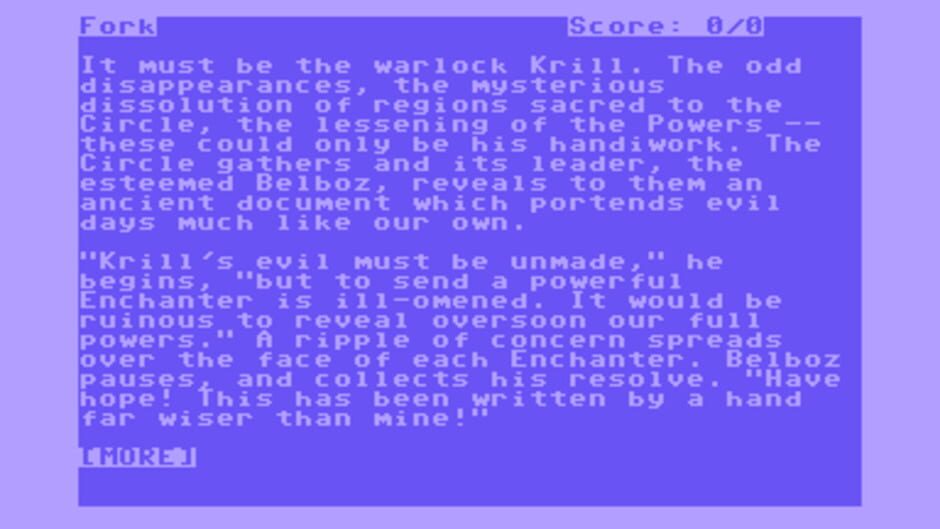 Fork Score: 0/0
It must be the warlock Krill. The odd
disappearances, the mysterious
dissolution of regions sacred to the
Circle, the lessening of the Powers --
these could only be his handiwork. The
Circle gathers and its leader, the
esteemed Belboz, reveals to them an
ancient document which portends evil
days much like our own.
"Krill's evil must be unmade," he
begins, "but to send a powerful
Enchanter is ill-omened. It would be
ruinous to reveal oversoon our full
powers." A ripple of concern spreads
over the face of each Enchanter. Belboz
pauses, and collects his resolve. "Have
hope! This has been written by a hand
far wiser than mine!"
[MORE]